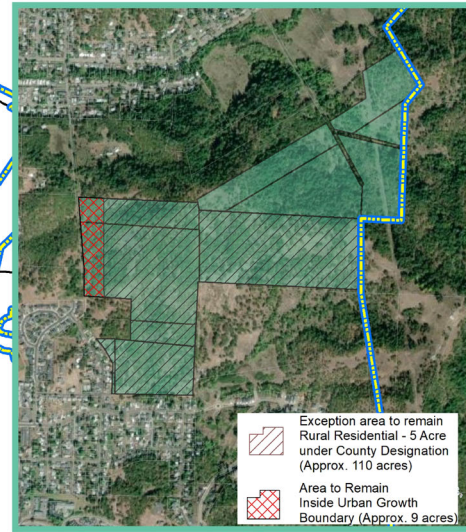 Exception area to remain
Rural Residential - 5 Acre
under County Designation
(Approx. 110 acres)
Area to Remain
Inside Urban Growth
Boundary (Approx. 9 acres)